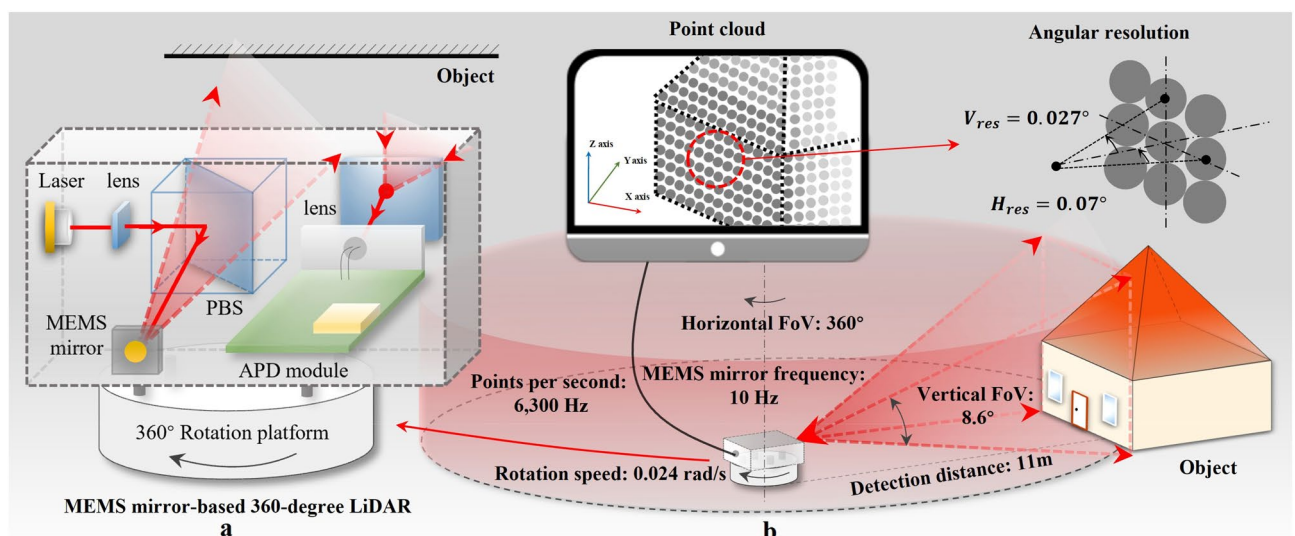 Object
Laser
lens
PBS
MEMS
mirror
lens
APD module
360° Rotation platform
MEMS mirror-based 360-degree LiDAR
a
Point cloud
Z axis
Y axis
X axis
Angular resolution
V_res = 0.027°
H_res = 0.07°
Horizontal FoV: 360°
Points per second:
6,300 Hz
MEMS mirror frequency:
10 Hz
Vertical FoV:
8.6°
Rotation speed: 0.024 rad/s
Detection distance: 11m
Object
b